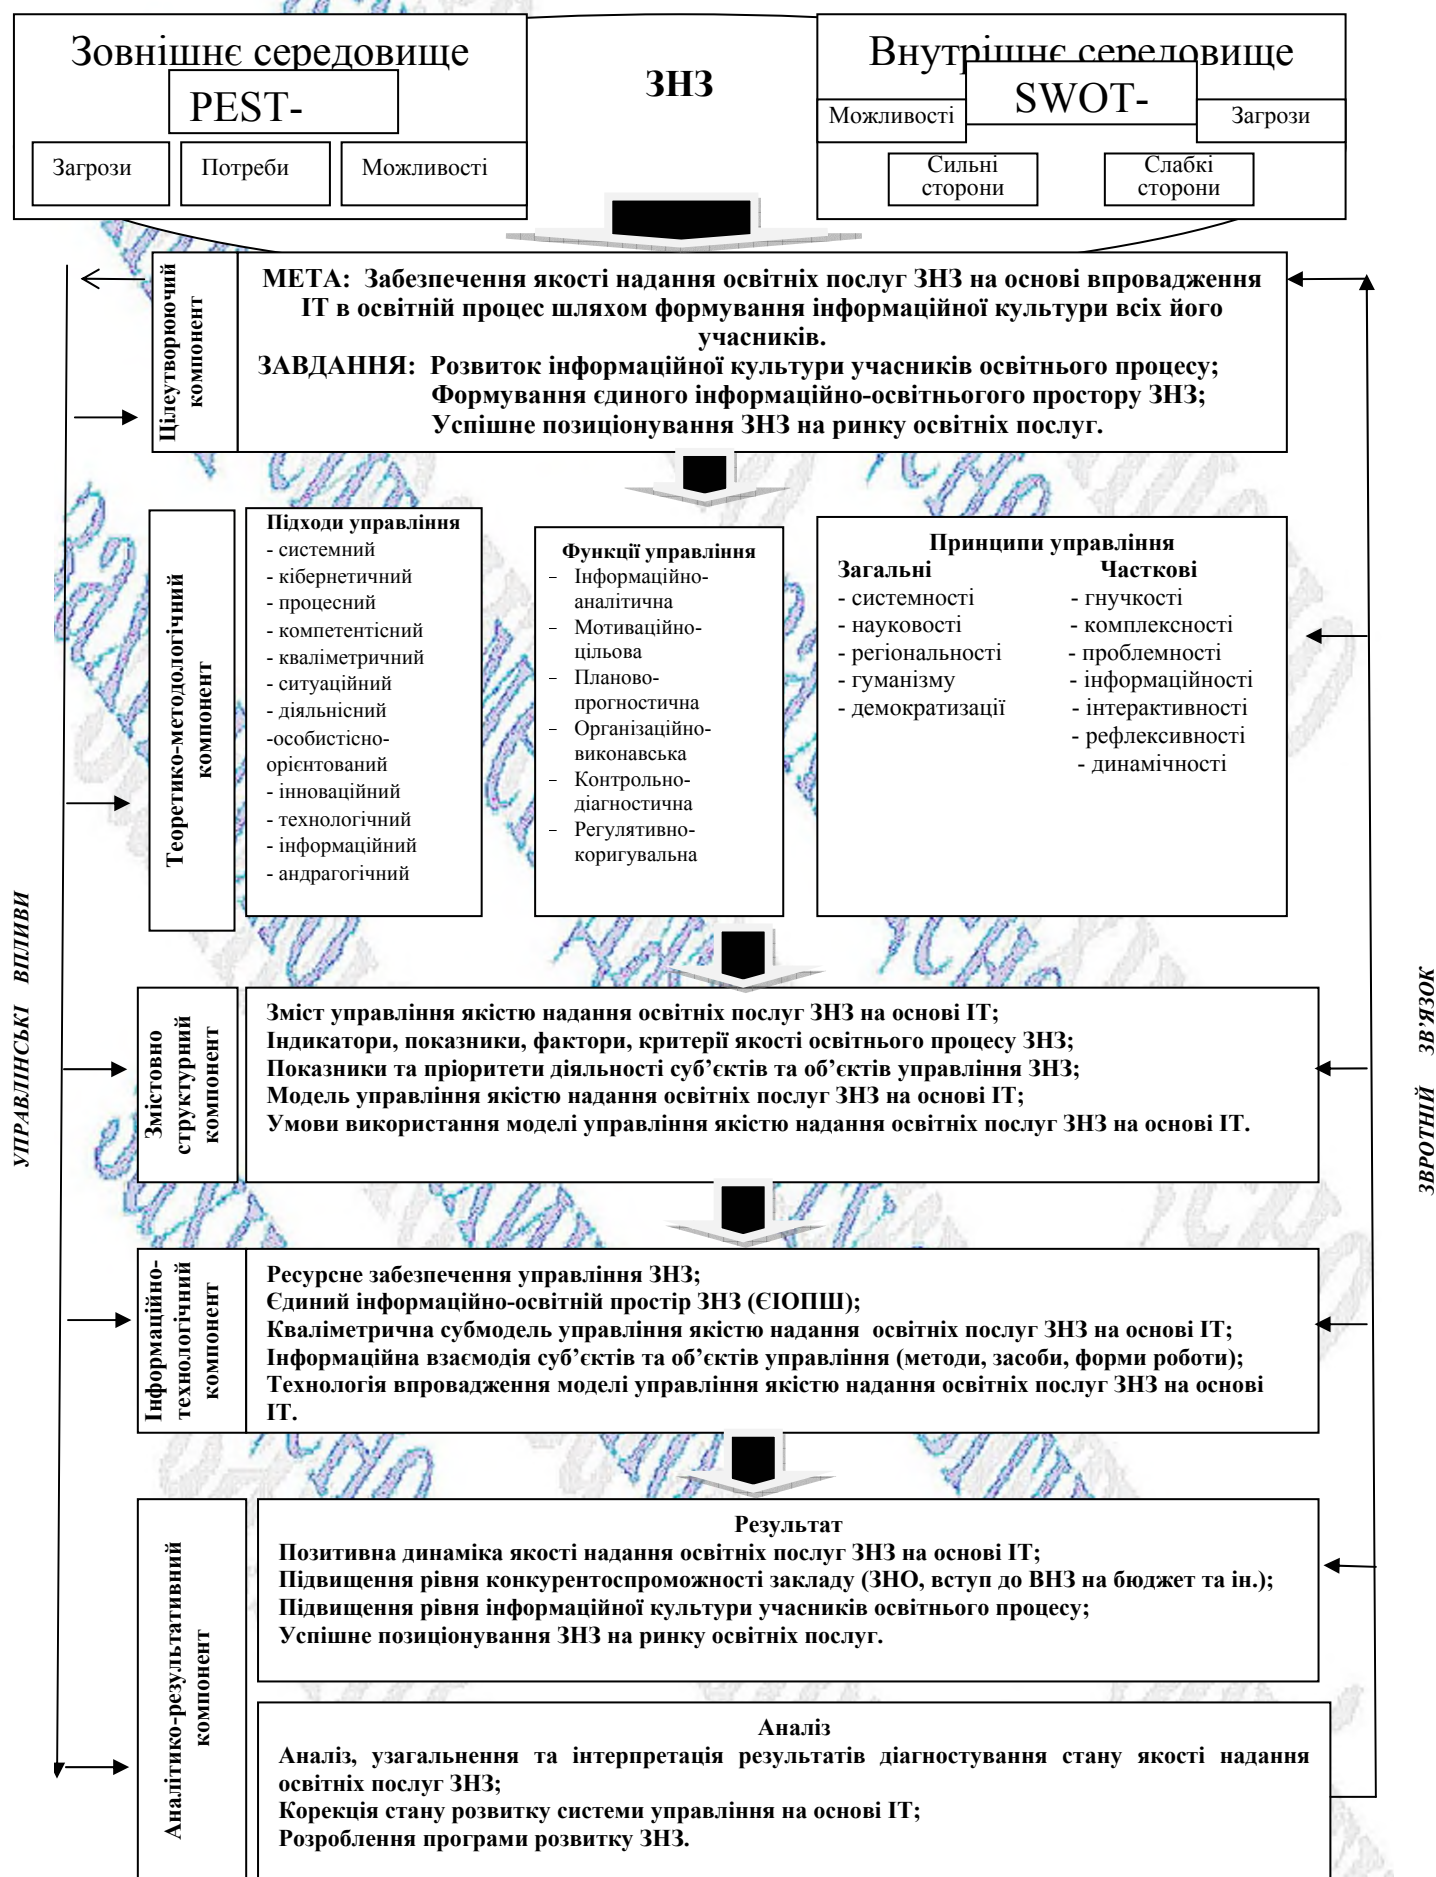 Зовнішнє середовище
PEST-
Загрози
Потреби
Можливості
ЗНЗ
Внутрішнє середовище
SWOT-
Можливості
Загрози
Сильні
сторони
Слабкі
сторони
Цілеутворюючий
компонент
МЕТА: Забезпечення якості надання освітніх послуг ЗНЗ на основі впровадження
ІТ в освітній процес шляхом формування інформаційної культури всіх його
учасників.
ЗАВДАННЯ: Розвиток інформаційної культури учасників освітнього процесу;
Формування єдиного інформаційно-освітньогого простору ЗНЗ;
Успішне позиціонування ЗНЗ на ринку освітніх послуг.
Теоретико-методологічний
компонент
Підходи управління
- системний
- кібернетичний
- процесний
- компетентісний
- кваліметричний
- ситуаційний
- діяльнісний
-особистісно-
орієнтований
- інноваційний
- технологічний
- інформаційний
- андрагогічний
Функції управління
– Інформаційно-
аналітична
– Мотиваційно-
цільова
– Планово-
прогностична
– Організаційно-
виконавська
– Контрольно-
діагностична
– Регулятивно-
коригувальна
Принципи управління
Загальні
- системності
- науковості
- регіональності
- гуманізму
- демократизації
Часткові
- гнучкості
- комплексності
- проблемності
- інформаційності
- інтерактивності
- рефлексивності
- динамічності
УПРАВЛІНСЬКІ ВПЛИВИ
ЗВРОТНІЙ ЗВ’ЯЗОК
Змістовно
структурний
компонент
Зміст управління якістю надання освітніх послуг ЗНЗ на основі ІТ;
Індикатори, показники, фактори, критерії якості освітнього процесу ЗНЗ;
Показники та пріоритети діяльності суб’єктів та об’єктів управління ЗНЗ;
Модель управління якістю надання освітніх послуг ЗНЗ на основі ІТ;
Умови використання моделі управління якістю надання освітніх послуг ЗНЗ на основі ІТ.
Інформаційно-
технологічний
компонент
Ресурсне забезпечення управління ЗНЗ;
Єдиний інформаційно-освітній простір ЗНЗ (ЄІОПШ);
Кваліметрична субмодель управління якістю надання освітніх послуг ЗНЗ на основі ІТ;
Інформаційна взаємодія суб’єктів та об’єктів управління (методи, засоби, форми роботи);
Технологія впровадження моделі управління якістю надання освітніх послуг ЗНЗ на основі
ІТ.
Аналітико-результативний
компонент
Результат
Позитивна динаміка якості надання освітніх послуг ЗНЗ на основі ІТ;
Підвищення рівня конкурентоспроможності закладу (ЗНО, вступ до ВНЗ на бюджет та ін.);
Підвищення рівня інформаційної культури учасників освітнього процесу;
Успішне позиціонування ЗНЗ на ринку освітніх послуг.
Аналіз
Аналіз, узагальнення та інтерпретація результатів діагностування стану якості надання
освітніх послуг ЗНЗ;
Корекція стану розвитку системи управління на основі ІТ;
Розроблення програми розвитку ЗНЗ.